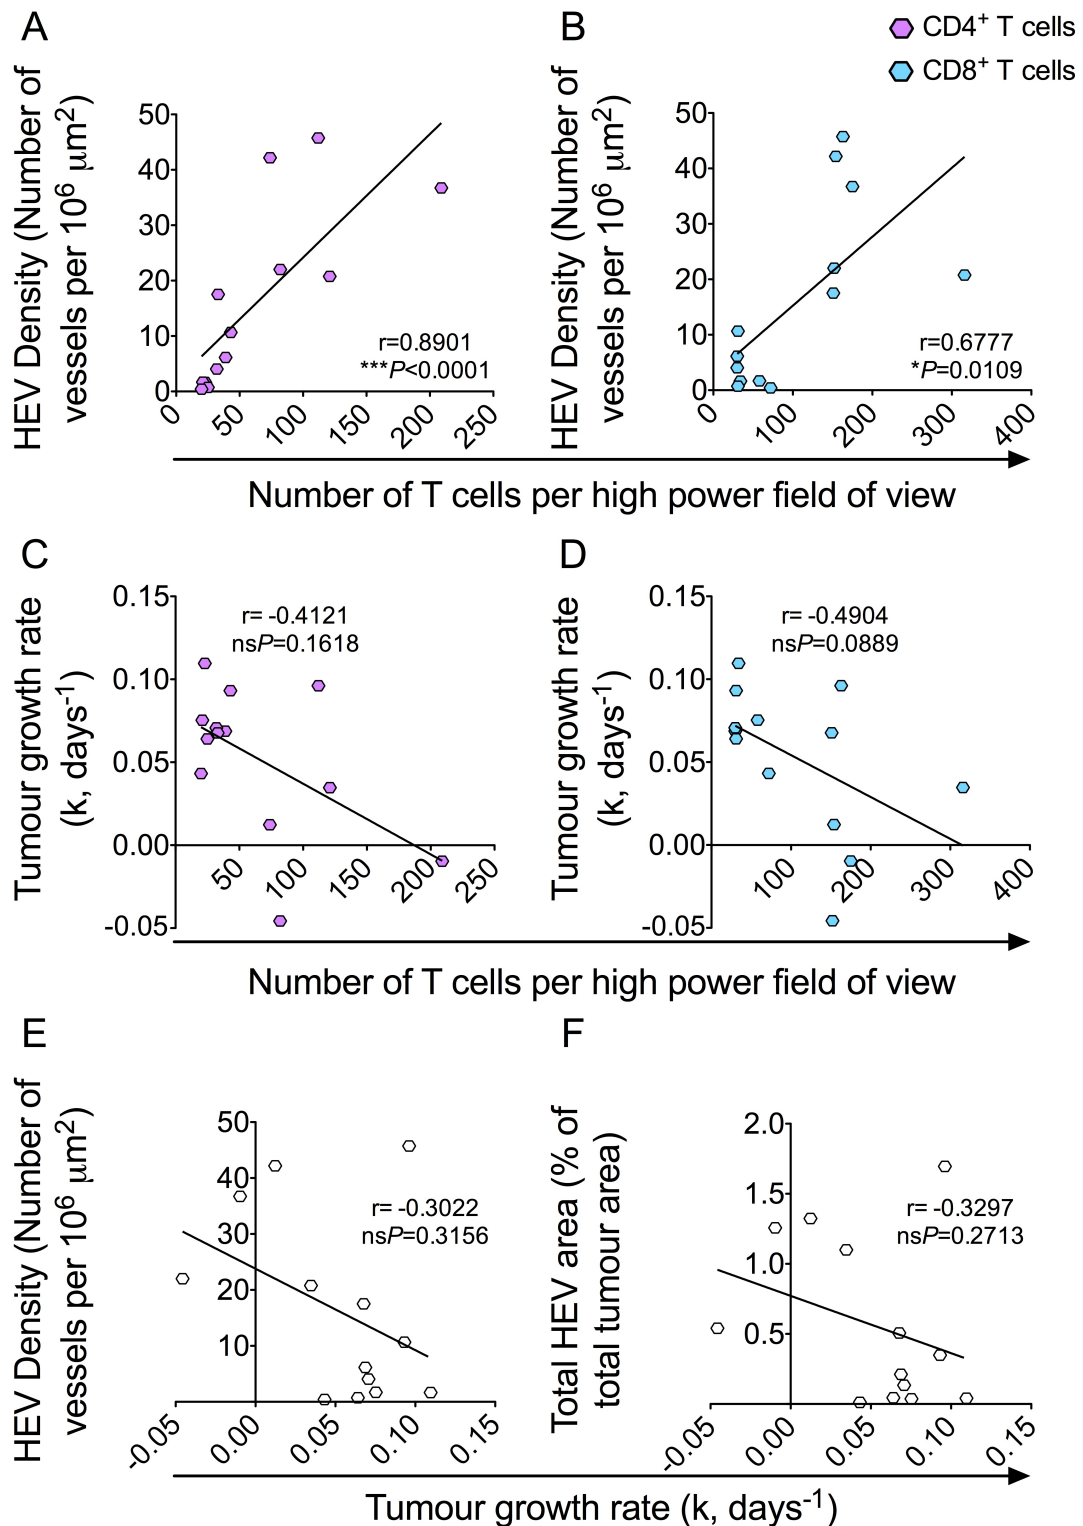 A
B
CD4⁺ T cells
CD8⁺ T cells
HEV Density (Number of
vessels per 10⁶ μm²)
50
40
30
20
10
0
r=0.8901
***P<0.0001
0
50
100
150
200
250
HEV Density (Number of
vessels per 10⁶ μm²)
50
40
30
20
10
0
r=0.6777
*P=0.0109
0
100
200
300
400
Number of T cells per high power field of view
C
D
Tumour growth rate
(k, days⁻¹)
0.15
0.10
0.05
0.00
-0.05
r= -0.4121
nsP=0.1618
50
100
150
200
250
Tumour growth rate
(k, days⁻¹)
0.15
0.10
0.05
0.00
-0.05
r= -0.4904
nsP=0.0889
100
200
300
400
Number of T cells per high power field of view
E
F
HEV Density (Number of
vessels per 10⁶ μm²)
50
40
30
20
10
r= -0.3022
nsP=0.3156
-0.05
0.00
0.05
0.10
0.15
Total HEV area (% of
total tumour area)
2.0
1.5
1.0
0.5
r= -0.3297
nsP=0.2713
-0.05
0.00
0.05
0.10
0.15
Tumour growth rate (k, days⁻¹)